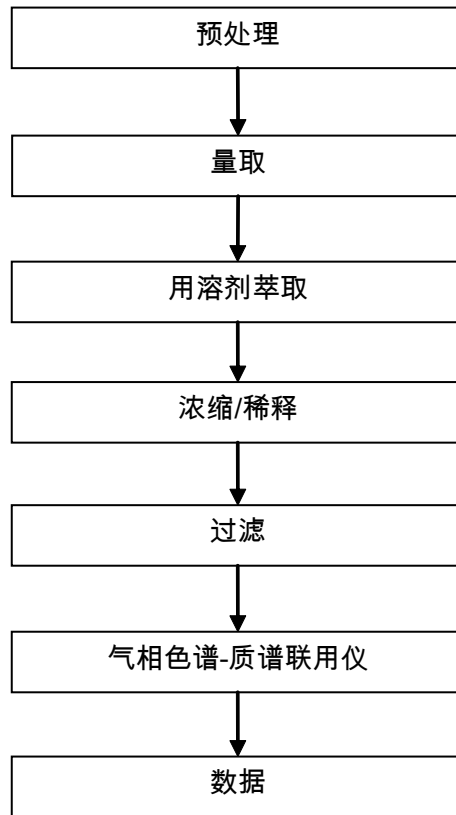 预处理
量取
用溶剂萃取
浓缩/稀释
过滤
气相色谱-质谱联用仪
数据